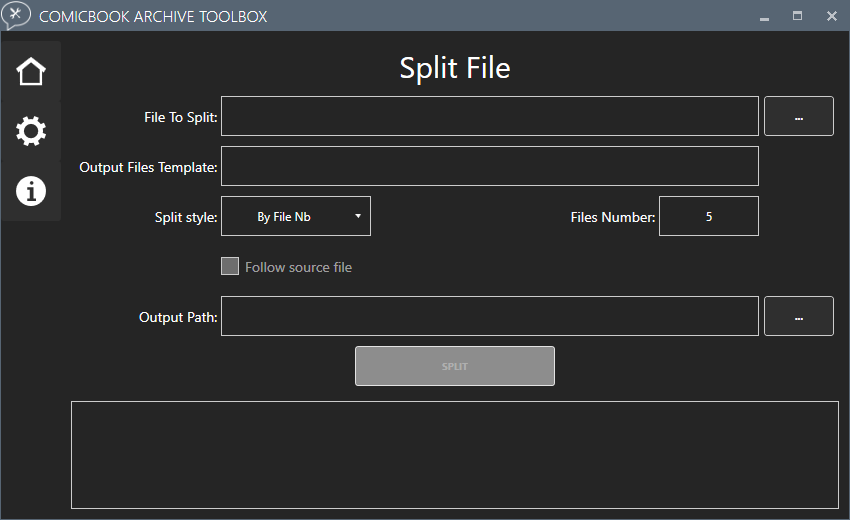 COMICBOOK ARCHIVE TOOLBOX
Split File
File To Split:
...
Output Files Template:
Split style: By File Nb Files Number: 5
Follow source file
Output Path:
...
SPLIT